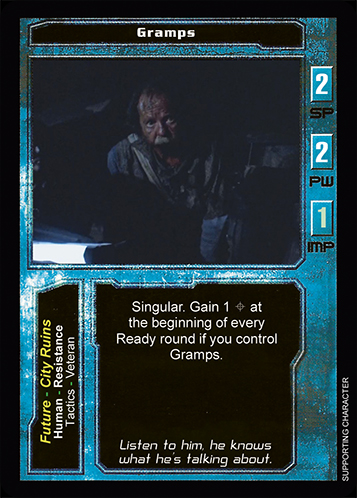 Gramps
2
SP
2
PW
1
IMP
Future - City Ruins
Human - Resistance
Tactics - Veteran
Singular. Gain 1 ⌖ at
the beginning of every
Ready round if you control
Gramps.
Listen to him, he knows
what he's talking about.
SUPPORTING CHARACTER